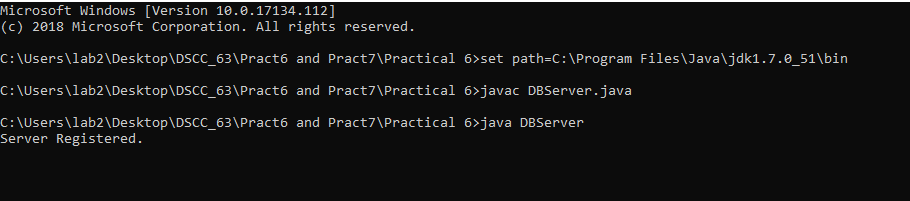 Microsoft Windows [Version 10.0.17134.112]
(c) 2018 Microsoft Corporation. All rights reserved.
C:\Users\lab2\Desktop\DSCC_63\Pract6 and Pract7\Practical 6>set path=C:\Program Files\Java\jdk1.7.0_51\bin
C:\Users\lab2\Desktop\DSCC_63\Pract6 and Pract7\Practical 6>javac DBServer.java
C:\Users\lab2\Desktop\DSCC_63\Pract6 and Pract7\Practical 6>java DBServer
Server Registered.